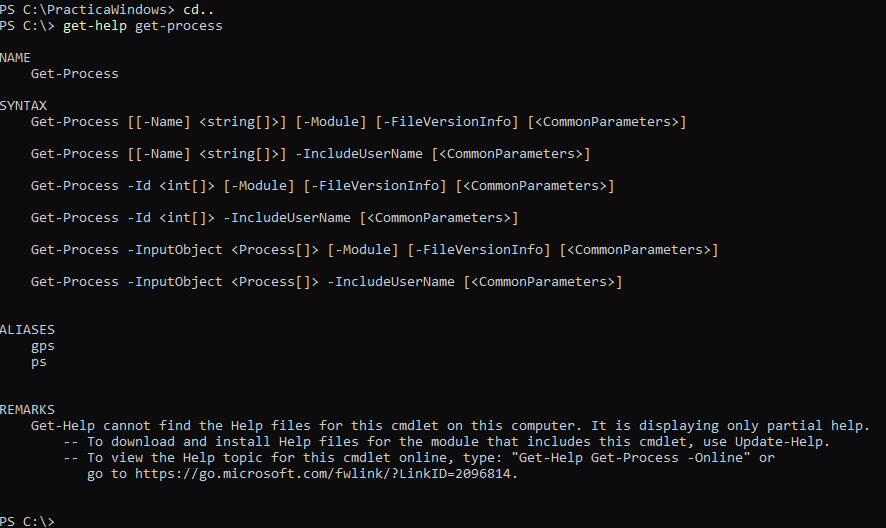 PS C:\PracticaWindows> cd..
PS C:\> get-help get-process
NAME
Get-Process
SYNTAX
Get-Process [[-Name] <string[]>] [-Module] [-FileVersionInfo] [<CommonParameters>]
Get-Process [[-Name] <string[]>] -IncludeUserName [<CommonParameters>]
Get-Process -Id <int[]> [-Module] [-FileVersionInfo] [<CommonParameters>]
Get-Process -Id <int[]> -IncludeUserName [<CommonParameters>]
Get-Process -InputObject <Process[]> [-Module] [-FileVersionInfo] [<CommonParameters>]
Get-Process -InputObject <Process[]> -IncludeUserName [<CommonParameters>]
ALIASES
gps
ps
REMARKS
Get-Help cannot find the Help files for this cmdlet on this computer. It is displaying only partial help.
-- To download and install Help files for the module that includes this cmdlet, use Update-Help.
-- To view the Help topic for this cmdlet online, type: "Get-Help Get-Process -Online" or
go to https://go.microsoft.com/fwlink/?LinkID=2096814.
PS C:\>